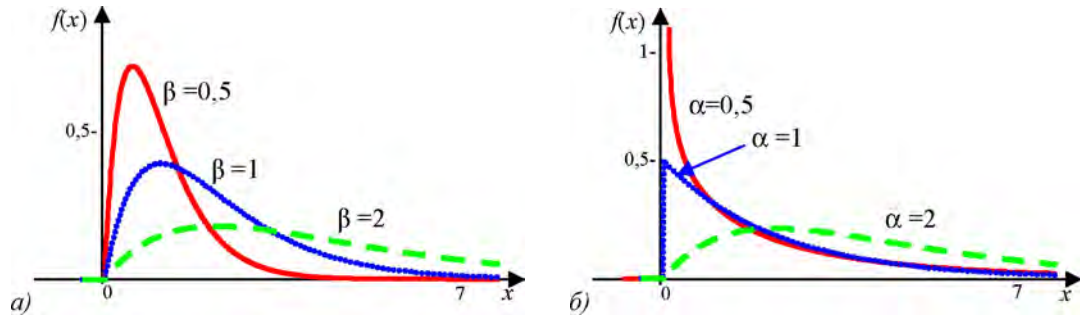 f(x)
β =0,5
0,5-
β =1
β =2
0
7
x
а)
f(x)
1-
α=0,5
α =1
0,5-
α =2
0
7
x
б)